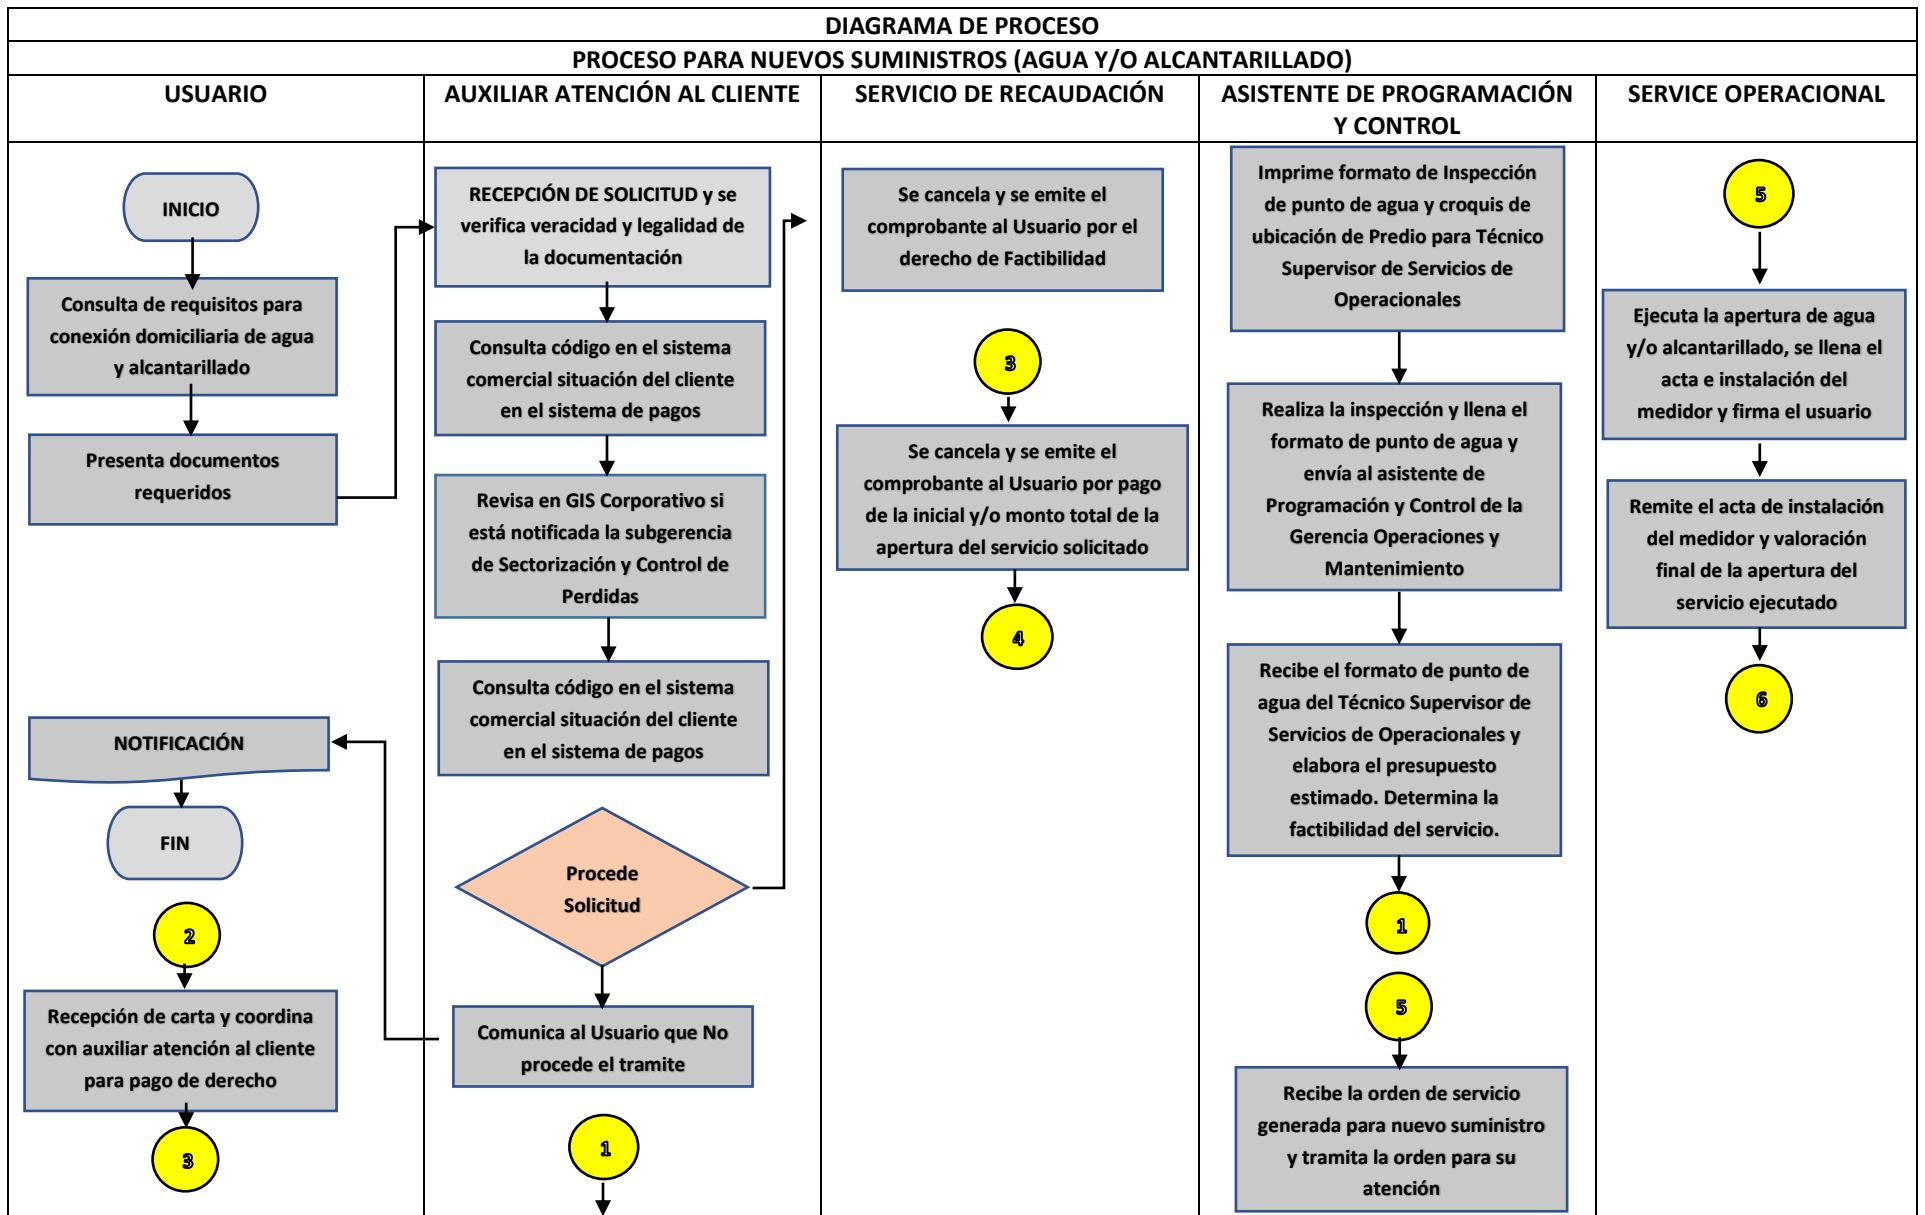 DIAGRAMA DE PROCESO
PROCESO PARA NUEVOS SUMINISTROS (AGUA Y/O ALCANTARILLADO)
USUARIO
AUXILIAR ATENCIÓN AL CLIENTE
SERVICIO DE RECAUDACIÓN
ASISTENTE DE PROGRAMACIÓN
Y CONTROL
SERVICE OPERACIONAL
INICIO
Consulta de requisitos para
conexión domiciliaria de agua
y alcantarillado
Presenta documentos
requeridos
NOTIFICACIÓN
FIN
2
Recepción de carta y coordina
con auxiliar atención al cliente
para pago de derecho
3
RECEPCIÓN DE SOLICITUD y se
verifica veracidad y legalidad de
la documentación
Consulta código en el sistema
comercial situación del cliente
en el sistema de pagos
Revisa en GIS Corporativo si
está notificada la subgerencia
de Sectorización y Control de
Perdidas
Consulta código en el sistema
comercial situación del cliente
en el sistema de pagos
Procede
Solicitud
Comunica al Usuario que No
procede el tramite
1
Se cancela y se emite el
comprobante al Usuario por el
derecho de Factibilidad
3
Se cancela y se emite el
comprobante al Usuario por pago
de la inicial y/o monto total de la
apertura del servicio solicitado
4
Imprime formato de Inspección
de punto de agua y croquis de
ubicación de Predio para Técnico
Supervisor de Servicios de
Operacionales
Realiza la inspección y llena el
formato de punto de agua y
envía al asistente de
Programación y Control de la
Gerencia Operaciones y
Mantenimiento
Recibe el formato de punto de
agua del Técnico Supervisor de
Servicios de Operacionales y
elabora el presupuesto
estimado. Determina la
factibilidad del servicio.
1
5
Recibe la orden de servicio
generada para nuevo suministro
y tramita la orden para su
atención
5
Ejecuta la apertura de agua
y/o alcantarillado, se llena el
acta e instalación del
medidor y firma el usuario
Remite el acta de instalación
del medidor y valoración
final de la apertura del
servicio ejecutado
6